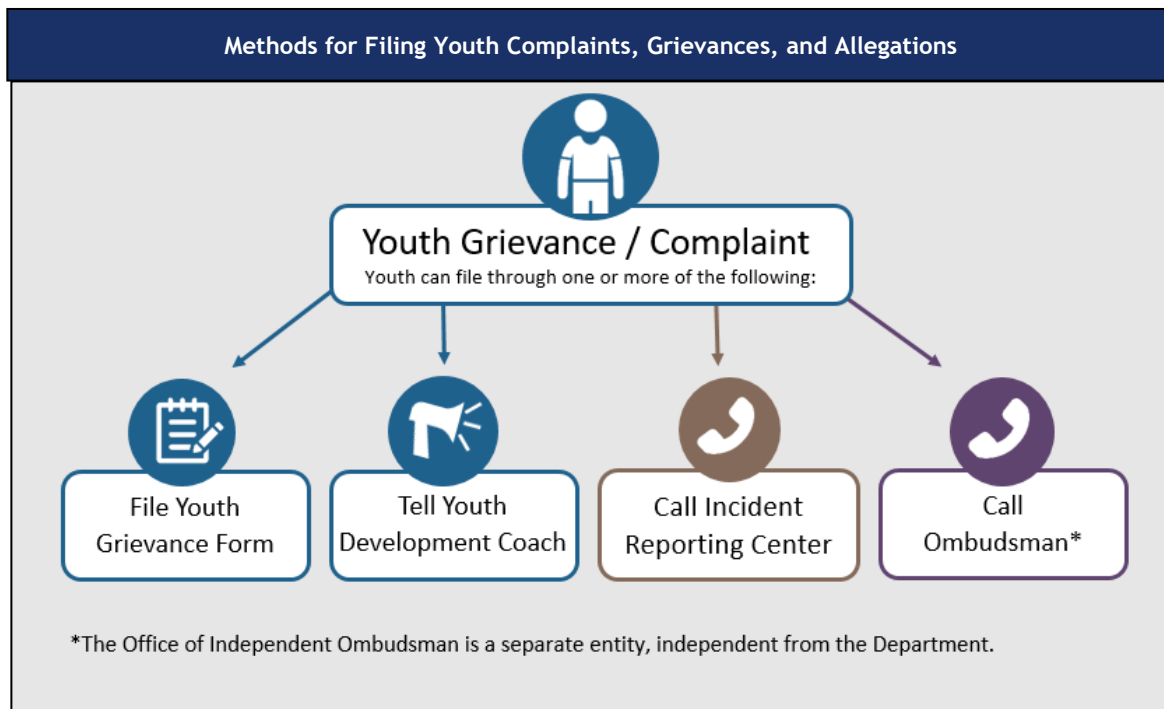 Methods for Filing Youth Complaints, Grievances, and Allegations
Youth Grievance / Complaint
Youth can file through one or more of the following:
File Youth
Grievance Form
Tell Youth
Development Coach
Call Incident
Reporting Center
Call
Ombudsman*
*The Office of Independent Ombudsman is a separate entity, independent from the Department.